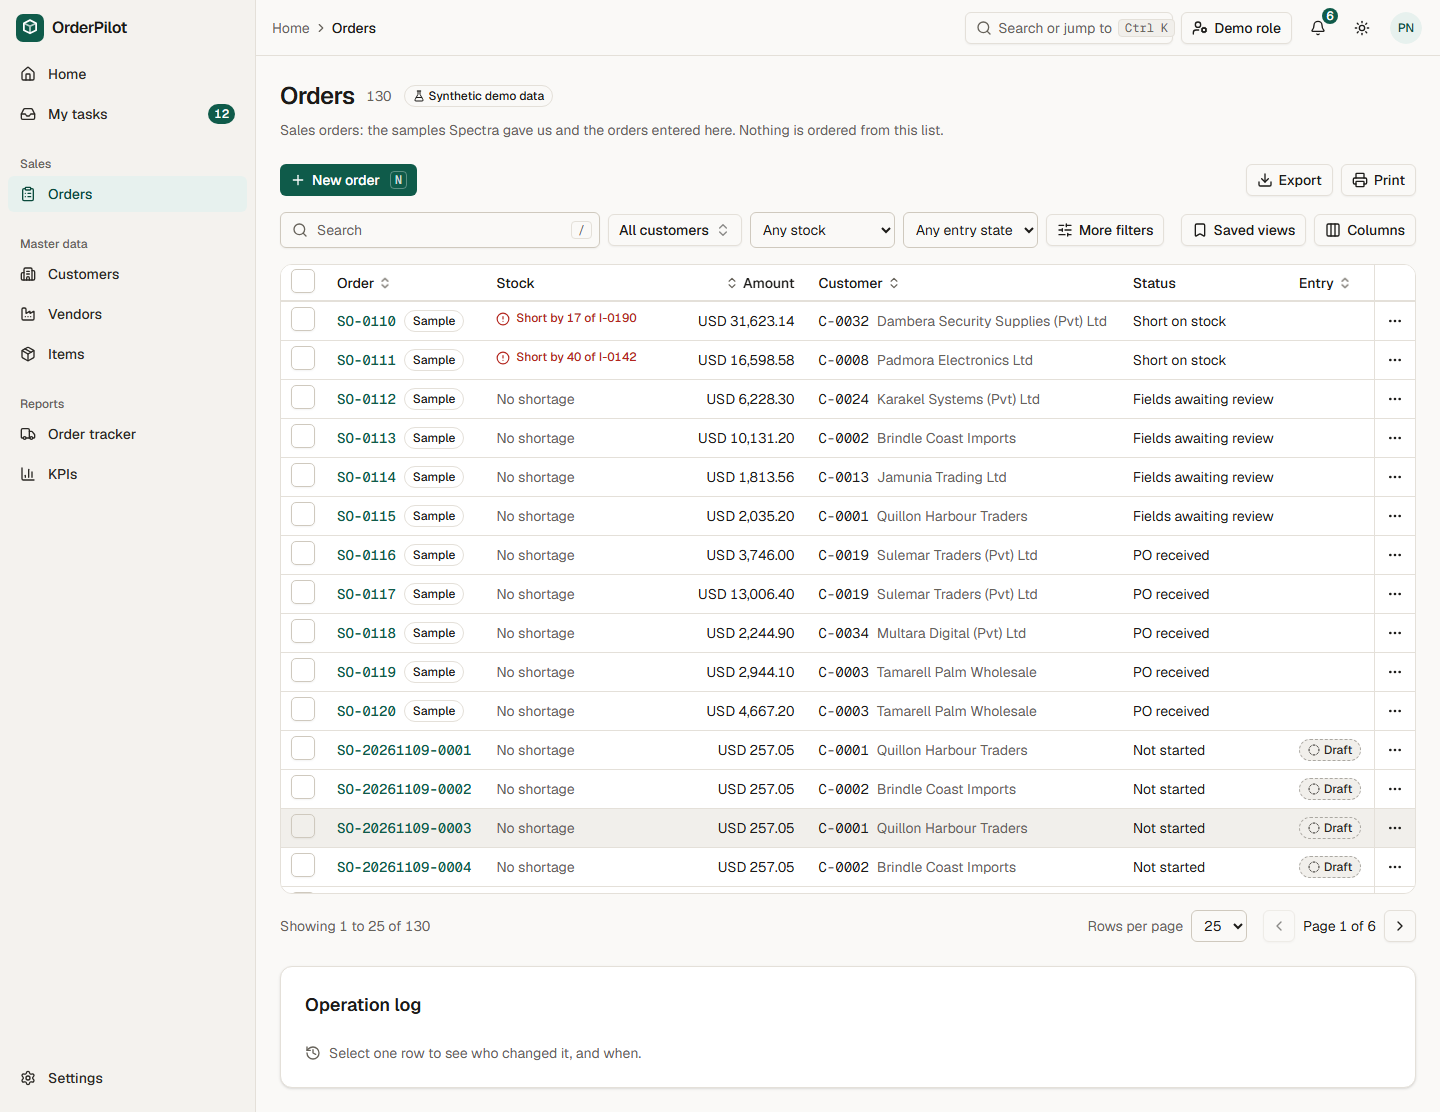 OrderPilot
Home
My tasks 12
Sales
Orders
Master data
Customers
Vendors
Items
Reports
Order tracker
KPIs
Settings
Home > Orders
Search or jump to Ctrl K
Demo role
6
PN
Orders 130 Synthetic demo data
Sales orders: the samples Spectra gave us and the orders entered here. Nothing is ordered from this list.
+ New order N
Export
Print
Search /
All customers
Any stock
Any entry state
More filters
Saved views
Columns
Order Stock Amount Customer Status Entry
SO-0110 Sample Short by 17 of I-0190 USD 31,623.14 C-0032 Dambera Security Supplies (Pvt) Ltd Short on stock
SO-0111 Sample Short by 40 of I-0142 USD 16,598.58 C-0008 Padmora Electronics Ltd Short on stock
SO-0112 Sample No shortage USD 6,228.30 C-0024 Karakel Systems (Pvt) Ltd Fields awaiting review
SO-0113 Sample No shortage USD 10,131.20 C-0002 Brindle Coast Imports Fields awaiting review
SO-0114 Sample No shortage USD 1,813.56 C-0013 Jamunia Trading Ltd Fields awaiting review
SO-0115 Sample No shortage USD 2,035.20 C-0001 Quillon Harbour Traders Fields awaiting review
SO-0116 Sample No shortage USD 3,746.00 C-0019 Sulemar Traders (Pvt) Ltd PO received
SO-0117 Sample No shortage USD 13,006.40 C-0019 Sulemar Traders (Pvt) Ltd PO received
SO-0118 Sample No shortage USD 2,244.90 C-0034 Multara Digital (Pvt) Ltd PO received
SO-0119 Sample No shortage USD 2,944.10 C-0003 Tamarell Palm Wholesale PO received
SO-0120 Sample No shortage USD 4,667.20 C-0003 Tamarell Palm Wholesale PO received
SO-20261109-0001 No shortage USD 257.05 C-0001 Quillon Harbour Traders Not started Draft
SO-20261109-0002 No shortage USD 257.05 C-0002 Brindle Coast Imports Not started Draft
SO-20261109-0003 No shortage USD 257.05 C-0001 Quillon Harbour Traders Not started Draft
SO-20261109-0004 No shortage USD 257.05 C-0002 Brindle Coast Imports Not started Draft
Showing 1 to 25 of 130
Rows per page 25
Page 1 of 6
Operation log
Select one row to see who changed it, and when.